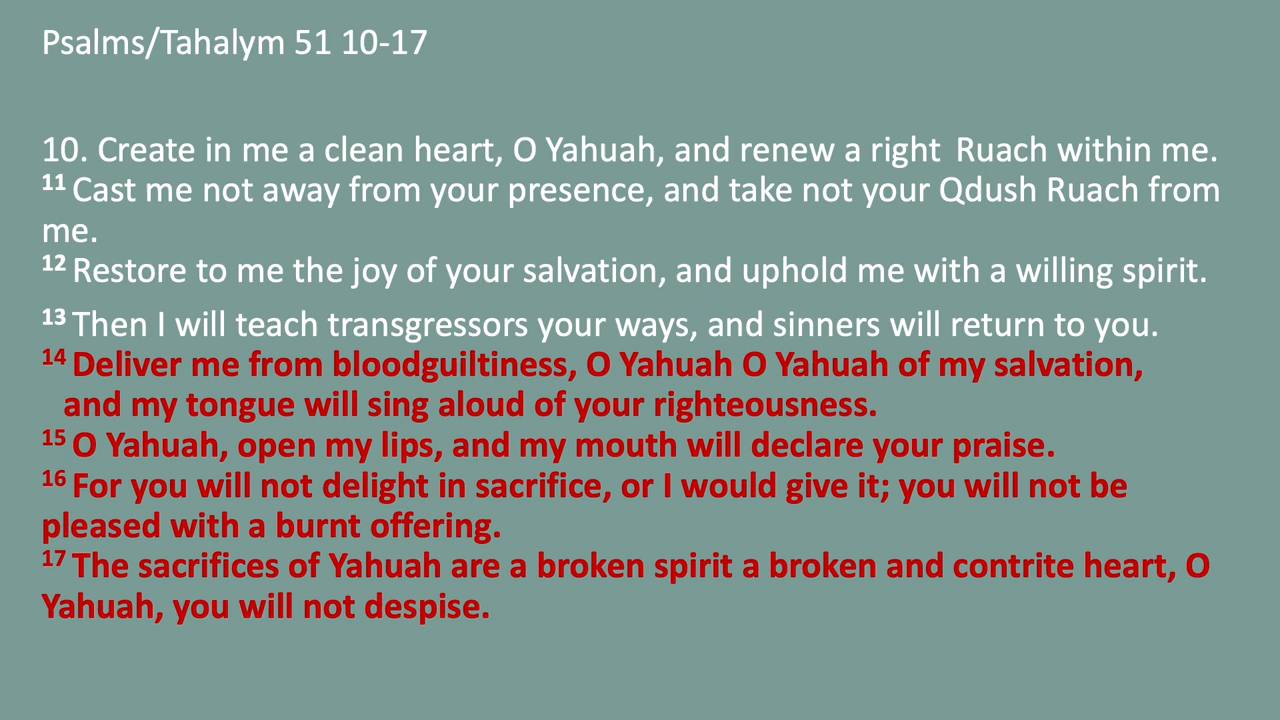 Psalms/Tahalym 51 10-17
10. Create in me a clean heart, O Yahuah, and renew a right Ruach within me.
11 Cast me not away from your presence, and take not your Qdush Ruach from
me.
12 Restore to me the joy of your salvation, and uphold me with a willing spirit.
13 Then I will teach transgressors your ways, and sinners will return to you.
14 Deliver me from bloodguiltiness, O Yahuah O Yahuah of my salvation,
and my tongue will sing aloud of your righteousness.
15 O Yahuah, open my lips, and my mouth will declare your praise.
16 For you will not delight in sacrifice, or I would give it; you will not be
pleased with a burnt offering.
17 The sacrifices of Yahuah are a broken spirit a broken and contrite heart, O
Yahuah, you will not despise.